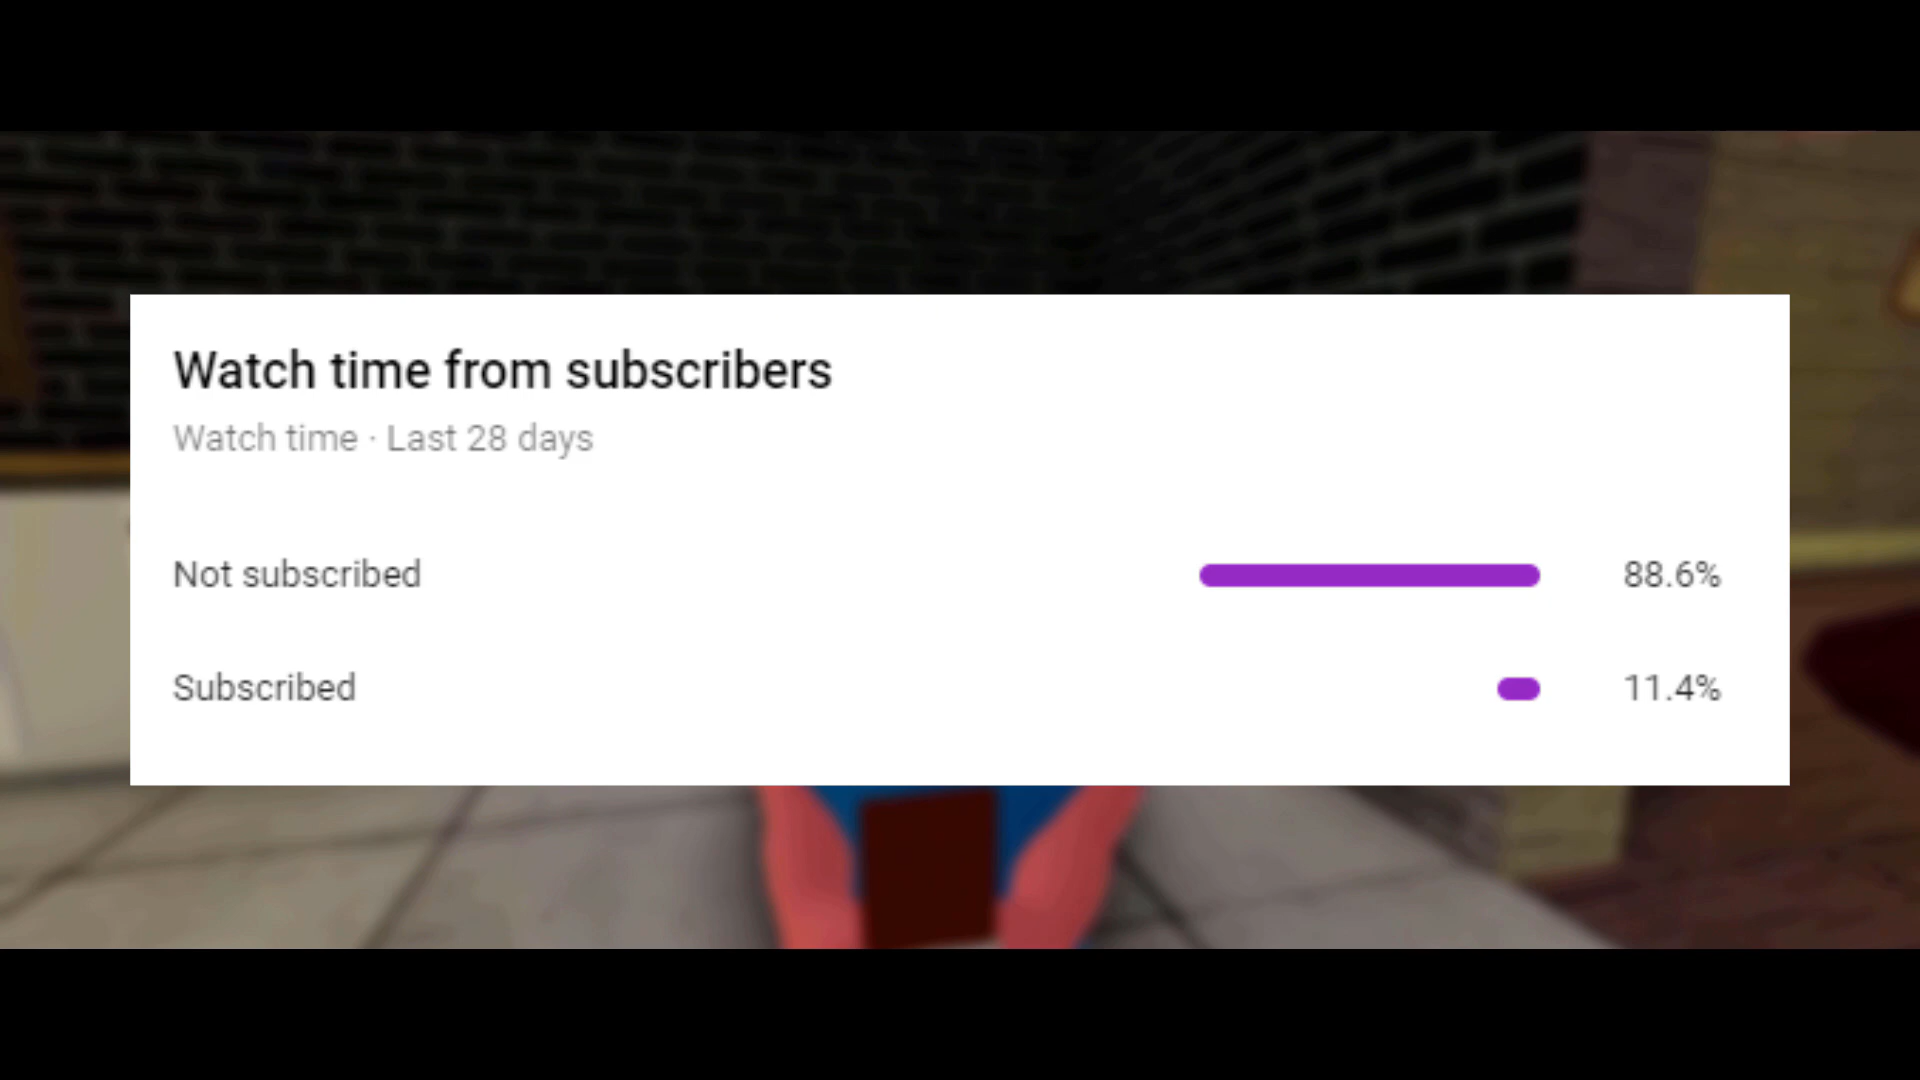 Watch time from subscribers
Watch time · Last 28 days
Not subscribed 88.6%
Subscribed 11.4%